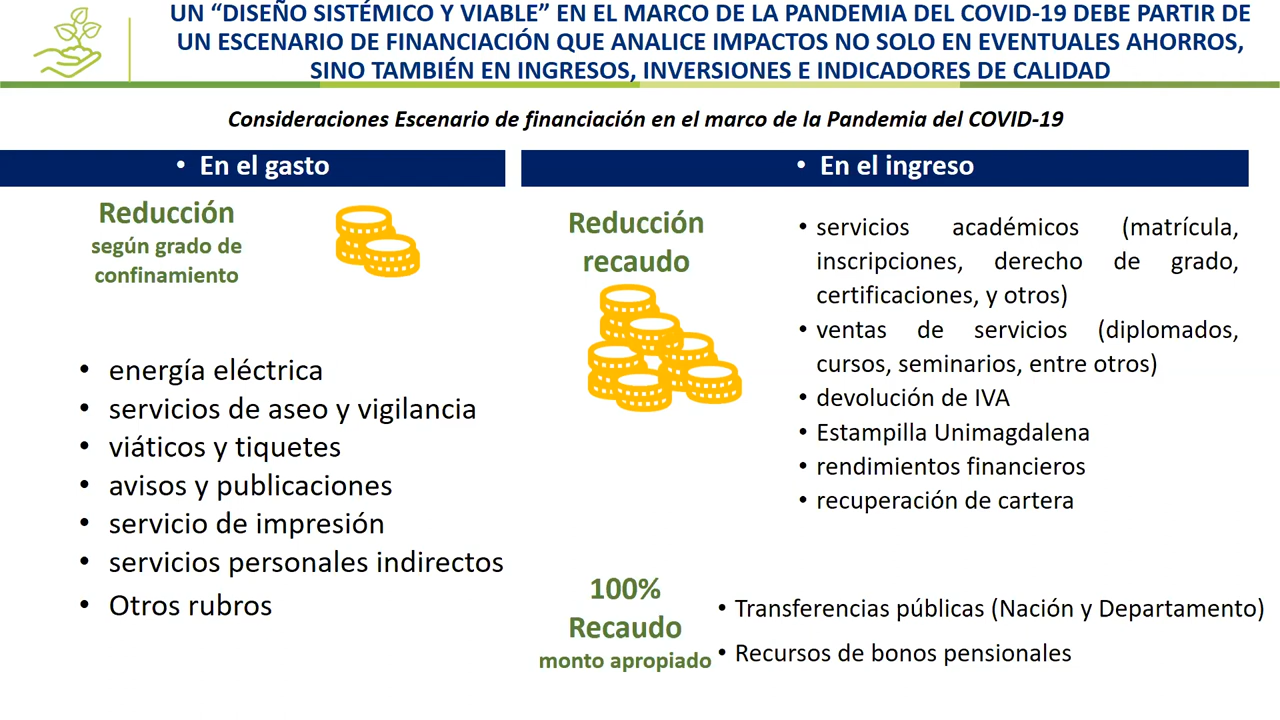 UN “DISEÑO SISTÉMICO Y VIABLE” EN EL MARCO DE LA PANDEMIA DEL COVID-19 DEBE PARTIR DE
UN ESCENARIO DE FINANCIACIÓN QUE ANALICE IMPACTOS NO SOLO EN EVENTUALES AHORROS,
SINO TAMBIÉN EN INGRESOS, INVERSIONES E INDICADORES DE CALIDAD
Consideraciones Escenario de financiación en el marco de la Pandemia del COVID-19
• En el gasto
Reducción
según grado de
confinamiento
• energía eléctrica
• servicios de aseo y vigilancia
• viáticos y tiquetes
• avisos y publicaciones
• servicio de impresión
• servicios personales indirectos
• Otros rubros
• En el ingreso
Reducción
recaudo
• servicios académicos (matrícula,
inscripciones, derecho de grado,
certificaciones, y otros)
• ventas de servicios (diplomados,
cursos, seminarios, entre otros)
• devolución de IVA
• Estampilla Unimagdalena
• rendimientos financieros
• recuperación de cartera
100%
Recaudo
monto apropiado
• Transferencias públicas (Nación y Departamento)
• Recursos de bonos pensionales